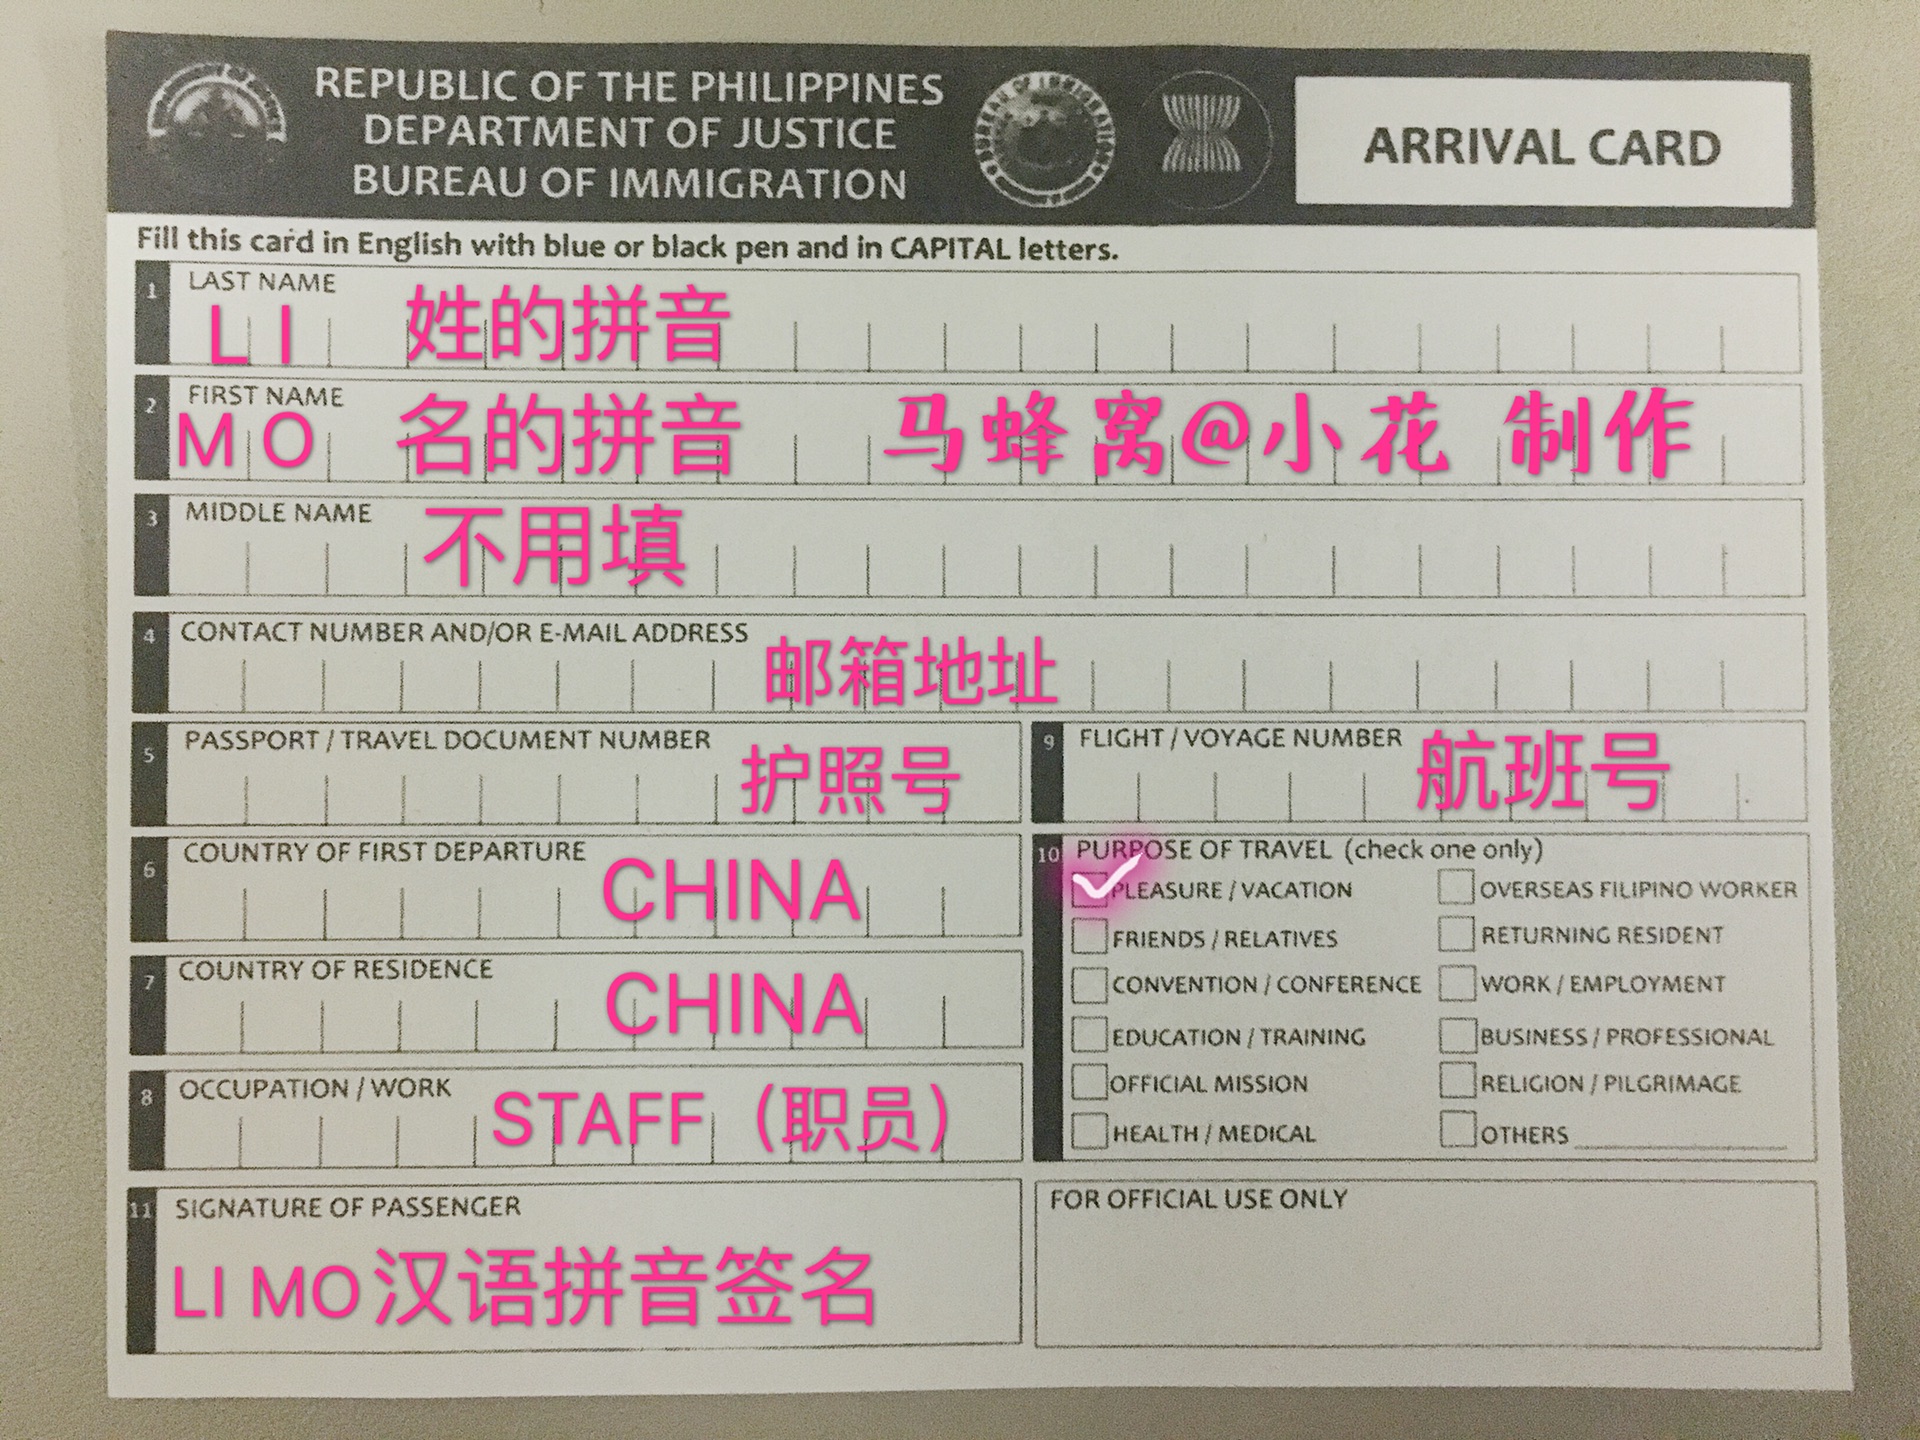 REPUBLIC OF THE PHILIPPINES
DEPARTMENT OF JUSTICE
BUREAU OF IMMIGRATION
ARRIVAL CARD
Fill this card in English with blue or black pen and in CAPITAL letters.
1 LAST NAME
LI 姓的拼音
2 FIRST NAME
MO 名的拼音 马蜂窝@小花 制作
3 MIDDLE NAME
不用填
4 CONTACT NUMBER AND/OR E-MAIL ADDRESS
邮箱地址
5 PASSPORT / TRAVEL DOCUMENT NUMBER
护照号
6 COUNTRY OF FIRST DEPARTURE
CHINA
7 COUNTRY OF RESIDENCE
CHINA
8 OCCUPATION / WORK
STAFF（职员）
9 FLIGHT / VOYAGE NUMBER
航班号
10 PURPOSE OF TRAVEL (check one only)
PLEASURE / VACATION
OVERSEAS FILIPINO WORKER
FRIENDS / RELATIVES
RETURNING RESIDENT
CONVENTION / CONFERENCE
WORK / EMPLOYMENT
EDUCATION / TRAINING
BUSINESS / PROFESSIONAL
OFFICIAL MISSION
RELIGION / PILGRIMAGE
HEALTH / MEDICAL
OTHERS
11 SIGNATURE OF PASSENGER
LI MO汉语拼音签名
FOR OFFICIAL USE ONLY